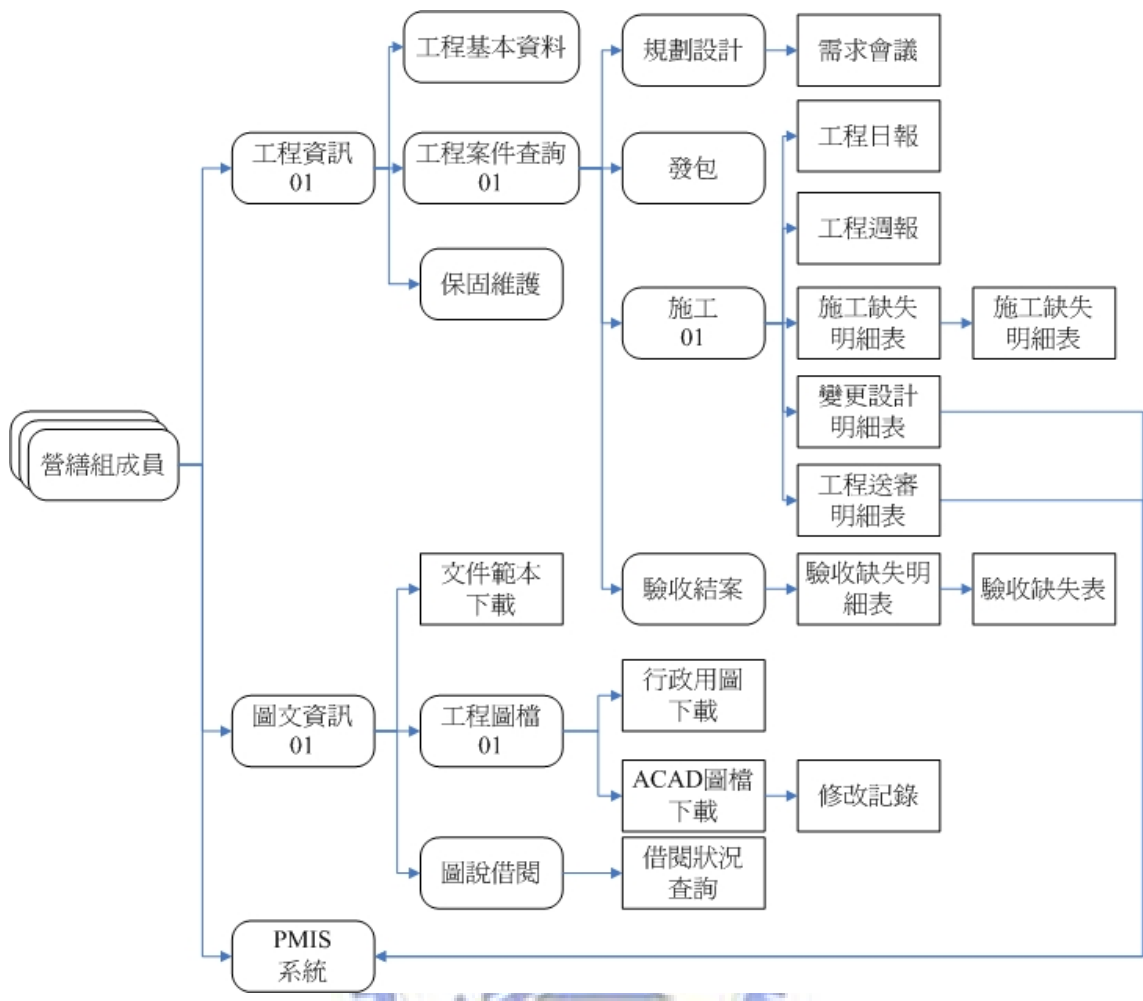 工程基本資料
規劃設計
需求會議
工程日報
工程資訊
01
工程案件查詢
01
發包
工程週報
保固維護
施工
01
施工缺失
明細表
施工缺失
明細表
變更設計
明細表
營繕組成員
工程送審
明細表
文件範本
下載
驗收結案
驗收缺失明
細表
驗收缺失表
行政用圖
下載
圖文資訊
01
工程圖檔
01
ACAD圖檔
下載
修改記錄
圖說借閱
借閱狀況
查詢
PMIS
系統